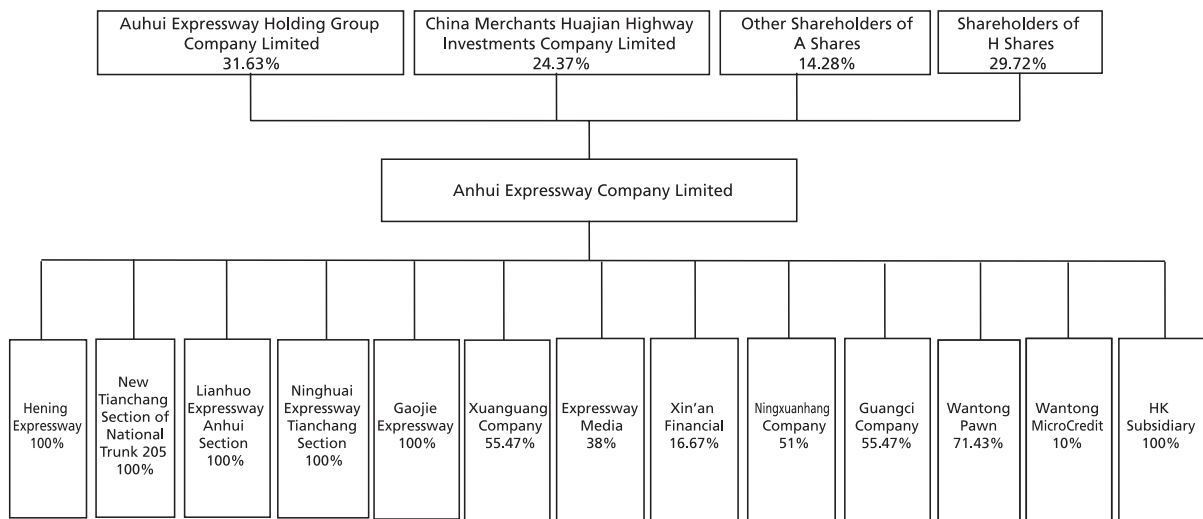 Auhui Expressway Holding Group
Company Limited
31.63%
China Merchants Huajian Highway
Investments Company Limited
24.37%
Other Shareholders of
A Shares
14.28%
Shareholders of
H Shares
29.72%
Anhui Expressway Company Limited
Hening
Expressway
100%
New
Tianchang
Section of
National
Trunk 205
100%
Lianhuo
Expressway
Anhui
Section
100%
Ninghuai
Expressway
Tianchang
Section
100%
Gaojie
Expressway
100%
Xuanguang
Company
55.47%
Expressway
Media
38%
Xin’an
Financial
16.67%
Ningxuanhang
Company
51%
Guangci
Company
55.47%
Wantong
Pawn
71.43%
Wantong
MicroCredit
10%
HK
Subsidiary
100%